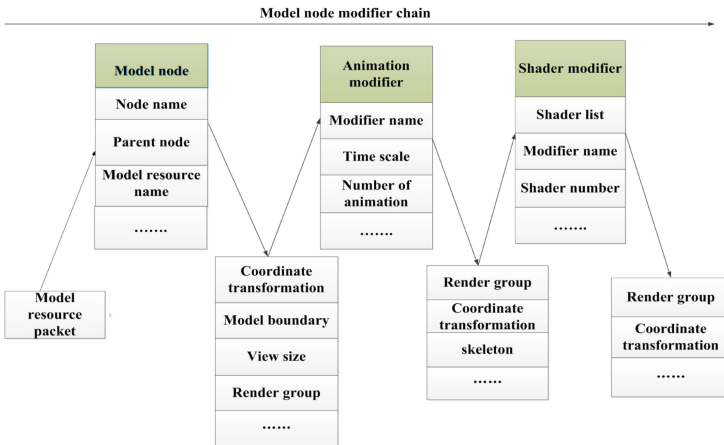 Model node modifier chain
Model node
Node name
Parent node
Model resource
name
.......
Model
resource
packet
Coordinate
transformation
Model boundary
View size
Render group
......
Animation
modifier
Modifier name
Time scale
Number of
animation
.......
Render group
Coordinate
transformation
skeleton
......
Shader modifier
Shader list
Modifier name
Shader number
.......
Render group
Coordinate
transformation
......